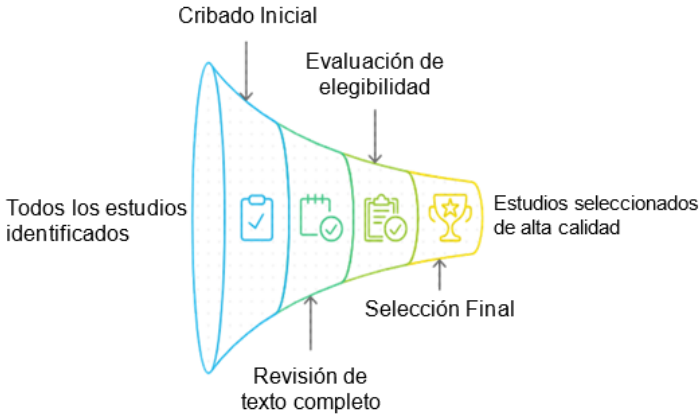 Cribado Inicial
Evaluación de
elegibilidad
Todos los estudios
identificados
Estudios seleccionados
de alta calidad
Selección Final
Revisión de
texto completo